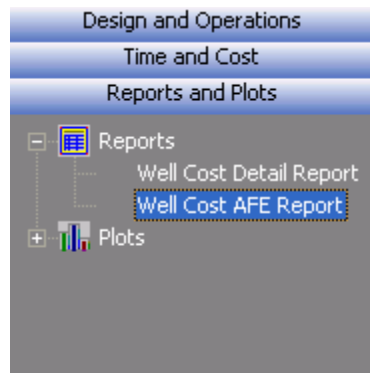 Design and Operations
Time and Cost
Reports and Plots
Reports
Well Cost Detail Report
Well Cost AFE Report
Plots